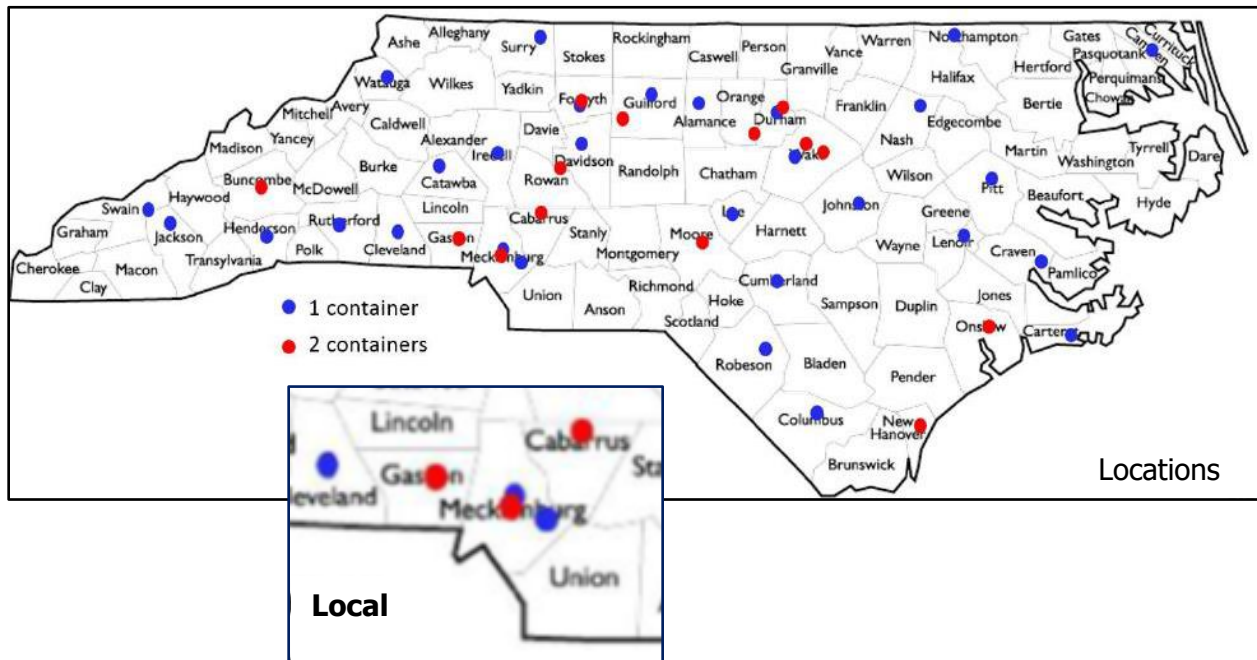 Alleghany
Ashe
Surry
Stokes
Rockingham
Caswell
Person
Vance
Granville
Warren
Northampton
Gates
Currituck
Camden
Pasquotank
Perquimans
Chowan
Hertford
Halifax
Bertie
Watauga
Wilkes
Yadkin
Forsyth
Guilford
Alamance
Orange
Durham
Franklin
Nash
Edgecombe
Martin
Washington
Tyrrell
Dare
Mitchell
Avery
Yancey
Caldwell
Alexander
Iredell
Davie
Davidson
Randolph
Chatham
Wake
Wilson
Pitt
Beaufort
Hyde
Madison
Buncombe
McDowell
Burke
Catawba
Rowan
Haywood
Swain
Graham
Jackson
Henderson
Rutherford
Cleveland
Lincoln
Gaston
Cabarrus
Mecklenburg
Stanly
Montgomery
Moore
Lee
Harnett
Johnston
Greene
Wayne
Lenoir
Craven
Pamlico
Cherokee
Clay
Macon
Transylvania
Polk
Union
Anson
Richmond
Scotland
Hoke
Cumberland
Sampson
Duplin
Jones
Onslow
Carteret
1 container
2 containers
Robeson
Bladen
Pender
Columbus
New
Hanover
Brunswick
Locations
Lincoln
Cabarrus
Sta
Gaston
leveland
Mecklenburg
Union
Local